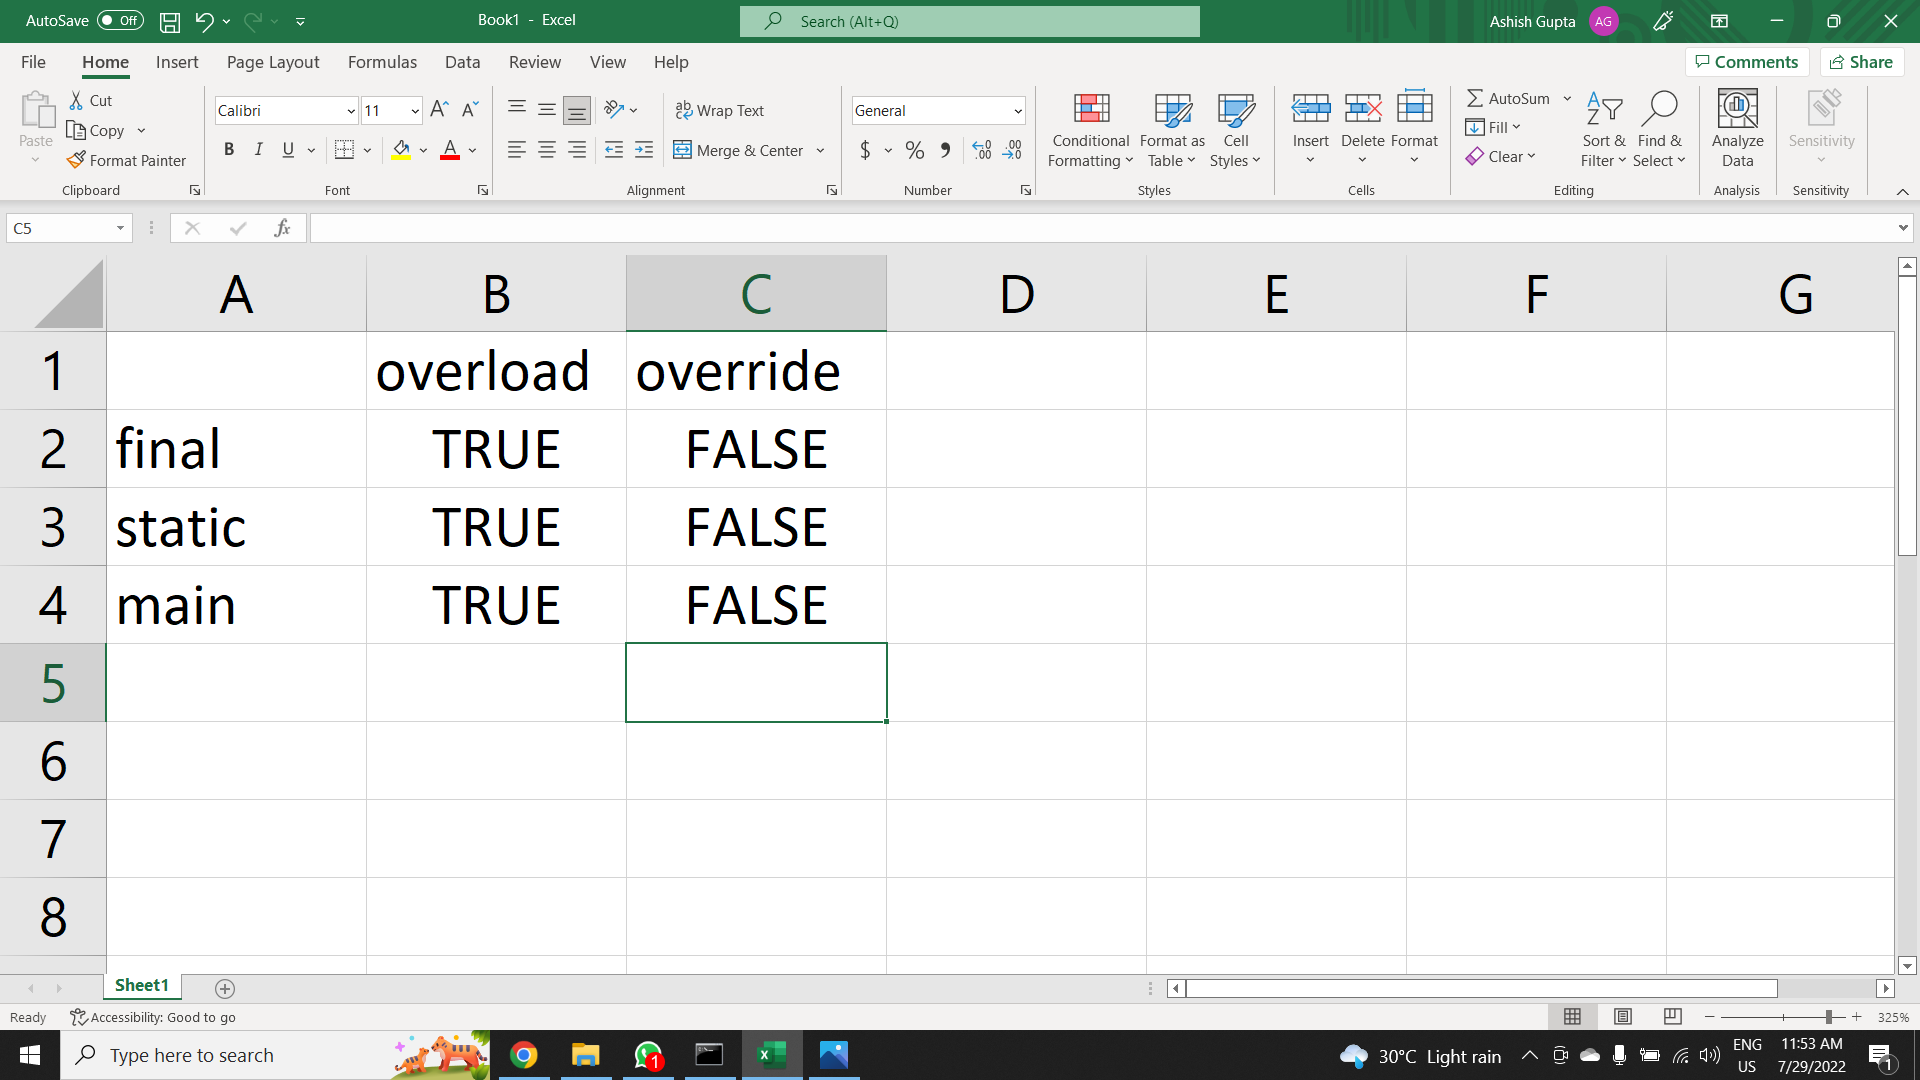 AutoSave Off Book1 - Excel Search (Alt+Q) Ashish Gupta AG
File Home Insert Page Layout Formulas Data Review View Help Comments Share
Paste Cut Copy Format Painter Clipboard
Calibri 11 B I U A Font
Wrap Text Merge & Center Alignment
General $ % Number
Conditional Formatting Format as Table Cell Styles Styles
Insert Delete Format Cells
AutoSum Fill Clear Sort & Filter Find & Select Editing
Analyze Data Analysis
Sensitivity Sensitivity
C5 fx
A B C D E F G
1 overload override
2 final TRUE FALSE
3 static TRUE FALSE
4 main TRUE FALSE
5
6
7
8
Sheet1
Ready Accessibility: Good to go 325%
Type here to search 1 30°C Light rain ENG US 11:53 AM 7/29/2022 1